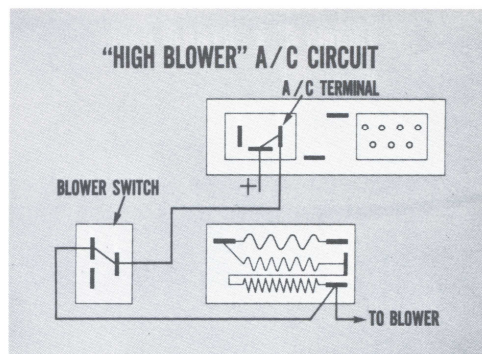 "HIGH BLOWER" A/C CIRCUIT
A/C TERMINAL
+
BLOWER SWITCH
TO BLOWER